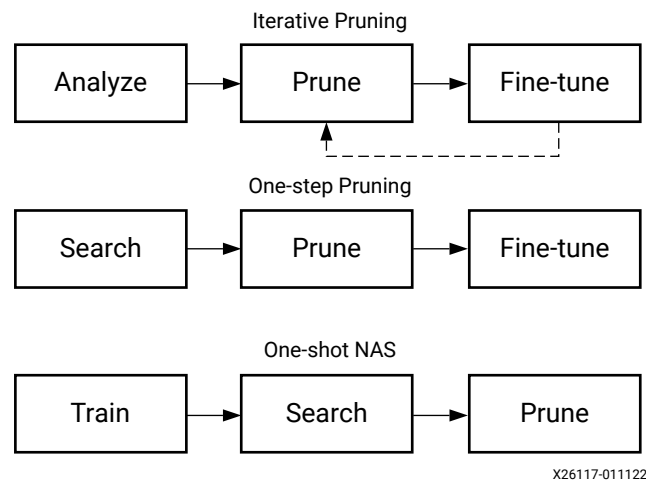 Iterative Pruning
Analyze
Prune
Fine-tune
One-step Pruning
Search
Prune
Fine-tune
One-shot NAS
Train
Search
Prune
X26117-011122